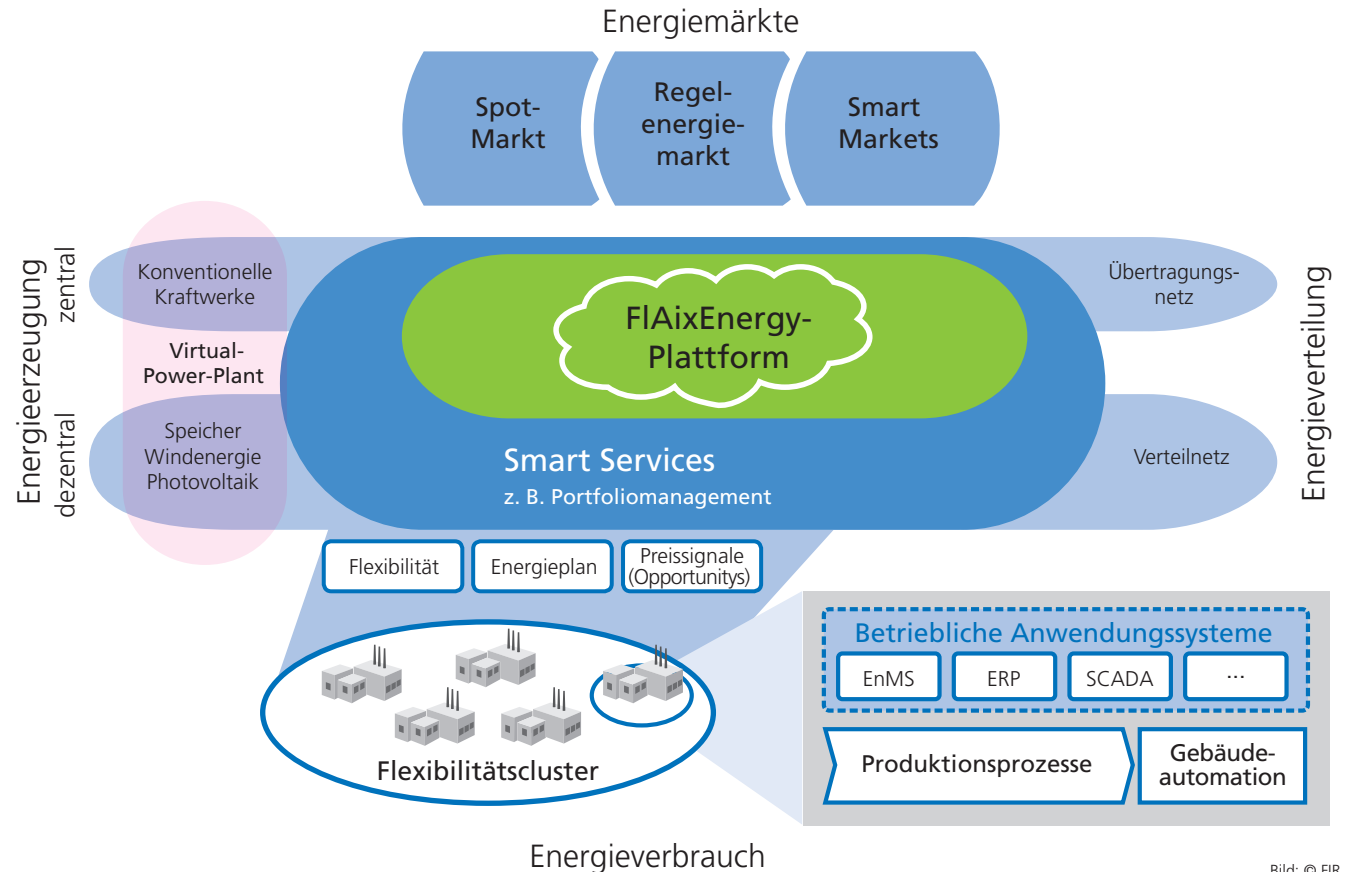 Energiemärkte
Spot-
Markt
Regel-
energie-
markt
Smart
Markets
Energieerzeugung
zentral
dezentral
Konventionelle
Kraftwerke
Virtual-
Power-Plant
Speicher
Windenergie
Photovoltaik
FlAixEnergy-
Plattform
Smart Services
z. B. Portfoliomanagement
Übertragungs-
netz
Verteilnetz
Energieverteilung
Flexibilität
Energieplan
Preissignale
(Opportunitys)
Flexibilitätscluster
Betriebliche Anwendungssysteme
EnMS
ERP
SCADA
...
Produktionsprozesse
Gebäude-
automation
Energieverbrauch
Bild: © FIR